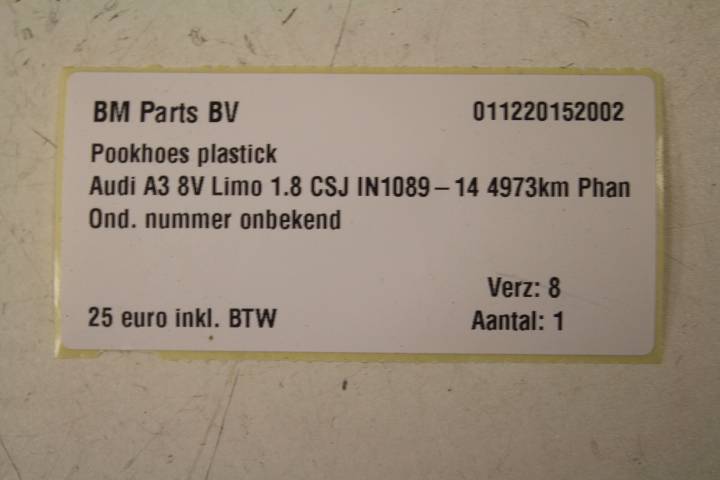 BM Parts BV 011220152002
Pookhoes plastick
Audi A3 8V Limo 1.8 CSJ IN1089-14 4973km Phan
Ond. nummer onbekend
Verz: 8
25 euro inkl. BTW Aantal: 1